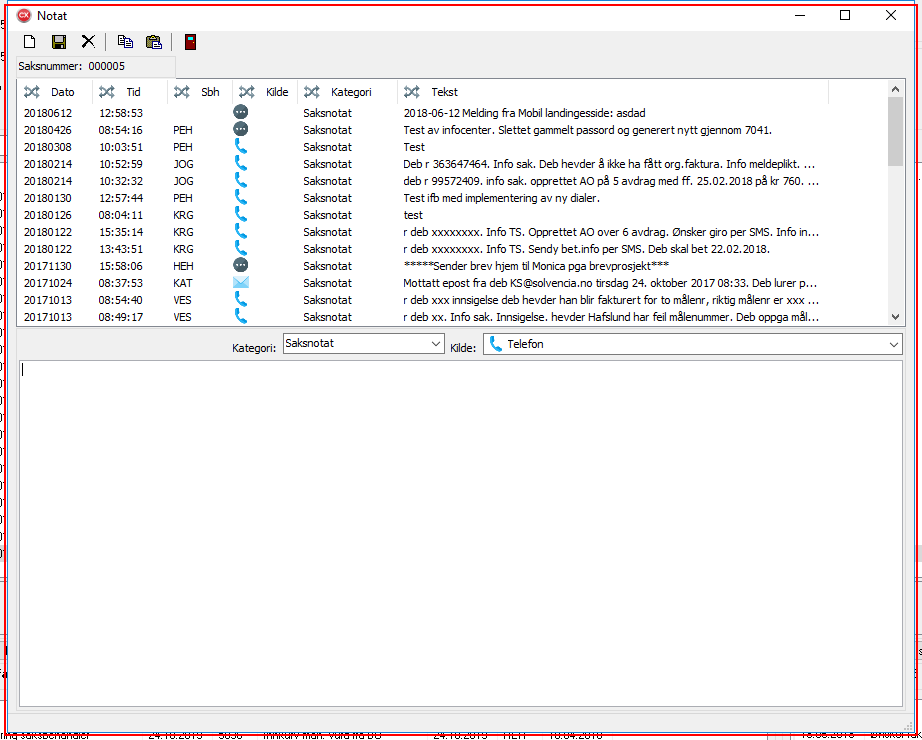 Notat
Saksnummer: 000005
Dato Tid Sbh Kilde Kategori Tekst
20180612 12:58:53 Saksnotat 2018-06-12 Melding fra Mobil landingesside: asdad
20180426 08:54:16 PEH Saksnotat Test av infocenter. Slettet gammelt passord og generert nytt gjennom 7041.
20180308 10:03:51 PEH Saksnotat Test
20180214 10:52:59 JOG Saksnotat Deb r 363647464. Info sak. Deb hevder å ikke ha fått org.faktura. Info meldeplikt. ...
20180214 10:32:32 JOG Saksnotat deb r 99572409. info sak. opprettet AO på 5 avdrag med ff. 25.02.2018 på kr 760. ...
20180130 12:57:44 PEH Saksnotat Test ifb med implementering av ny dialer.
20180126 08:04:11 KRG Saksnotat test
20180122 15:35:14 KRG Saksnotat r deb xxxxxxxx. Info TS. Opprettet AO over 6 avdrag. Ønsker giro per SMS. Info in...
20180122 13:43:51 KRG Saksnotat r deb xxxxxxxx. Info TS. Sendy bet.info per SMS. Deb skal bet 22.02.2018.
20171130 15:58:06 HEH Saksnotat *****Sender brev hjem til Monica pga brevprosjekt***
20171024 08:37:53 KAT Saksnotat Mottatt epost fra deb KS@solvencia.no tirsdag 24. oktober 2017 08:33. Deb lurer p...
20171013 08:54:40 VES Saksnotat r deb xxx innsigelse deb hevder han blir fakturert for to målenr, riktig målenr er xxx ...
20171013 08:49:17 VES Saksnotat r deb xx. Info sak. Innsigelse. hevder Hafslund har feil målenummer. Deb oppga mål...
Kategori: Saksnotat Kilde: Telefon